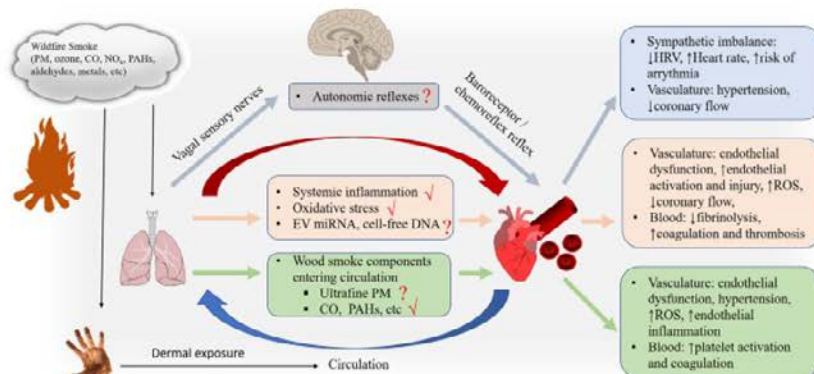 Wildfire Smoke
(PM, ozone, CO, NOx, PAHs,
aldehydes, metals, etc)
Vagal sensory nerves
• Autonomic reflexes ?
Baroreceptor /
chemoreflex reflex
• Sympathetic imbalance:
↓HRV, ↑Heart rate, ↑risk of
arrythmia
• Vasculature: hypertension,
↓coronary flow
• Systemic inflammation √
• Oxidative stress √
• EV miRNA, cell-free DNA ?
• Vasculature: endothelial
dysfunction, ↑endothelial
activation and injury, ↑ROS,
↓coronary flow,
• Blood: ↓fibrinolysis,
↑coagulation and thrombosis
• Wood smoke components
entering circulation
▪ Ultrafine PM ?
▪ CO, PAHs, etc √
• Vasculature: endothelial
dysfunction, hypertension,
↑ROS, ↑endothelial
inflammation
• Blood: ↑platelet activation
and coagulation
Dermal exposure
Circulation